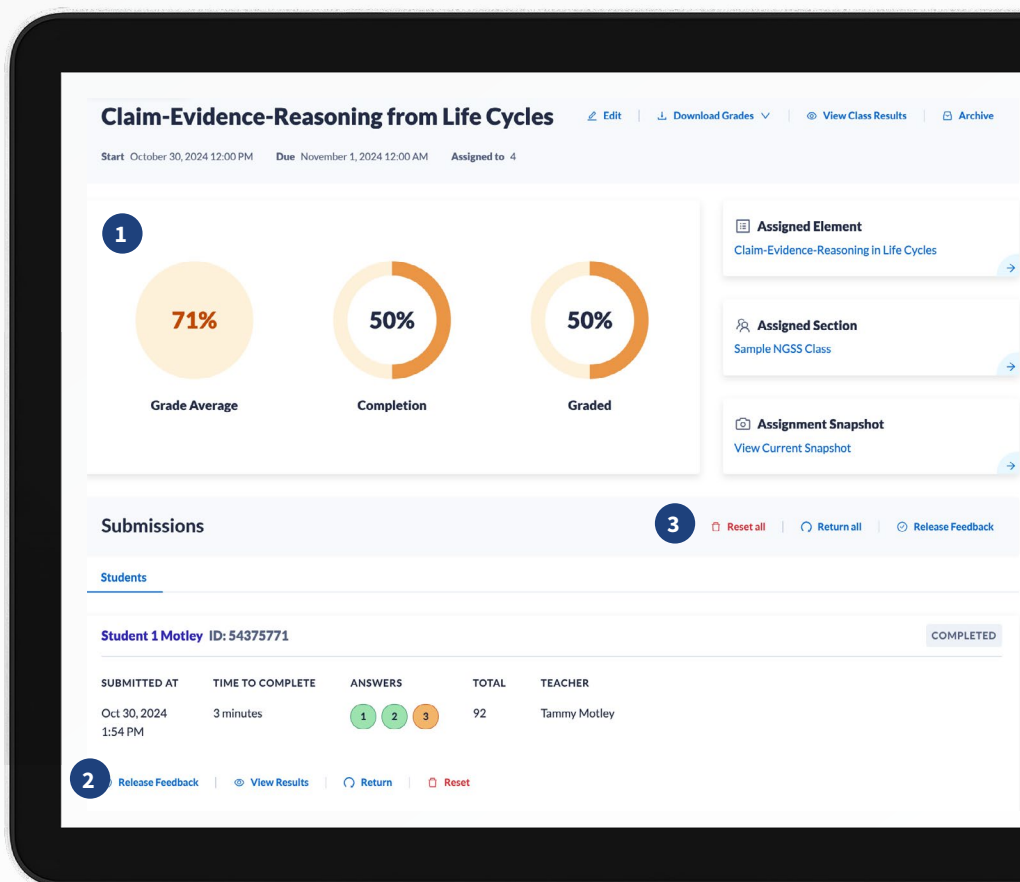 Claim-Evidence-Reasoning from Life Cycles
Edit
Download Grades
View Class Results
Archive
Start October 30, 2024 12:00 PM Due November 1, 2024 12:00 AM Assigned to 4
1
71%
50%
50%
Grade Average
Completion
Graded
Assigned Element
Claim-Evidence-Reasoning in Life Cycles
Assigned Section
Sample NGSS Class
Assignment Snapshot
View Current Snapshot
Submissions
3
Reset all
Return all
Release Feedback
Students
Student 1 Motley ID: 54375771
COMPLETED
SUBMITTED AT TIME TO COMPLETE ANSWERS TOTAL TEACHER
Oct 30, 2024 3 minutes 1 2 3 92 Tammy Motley
1:54 PM
2
Release Feedback
View Results
Return
Reset